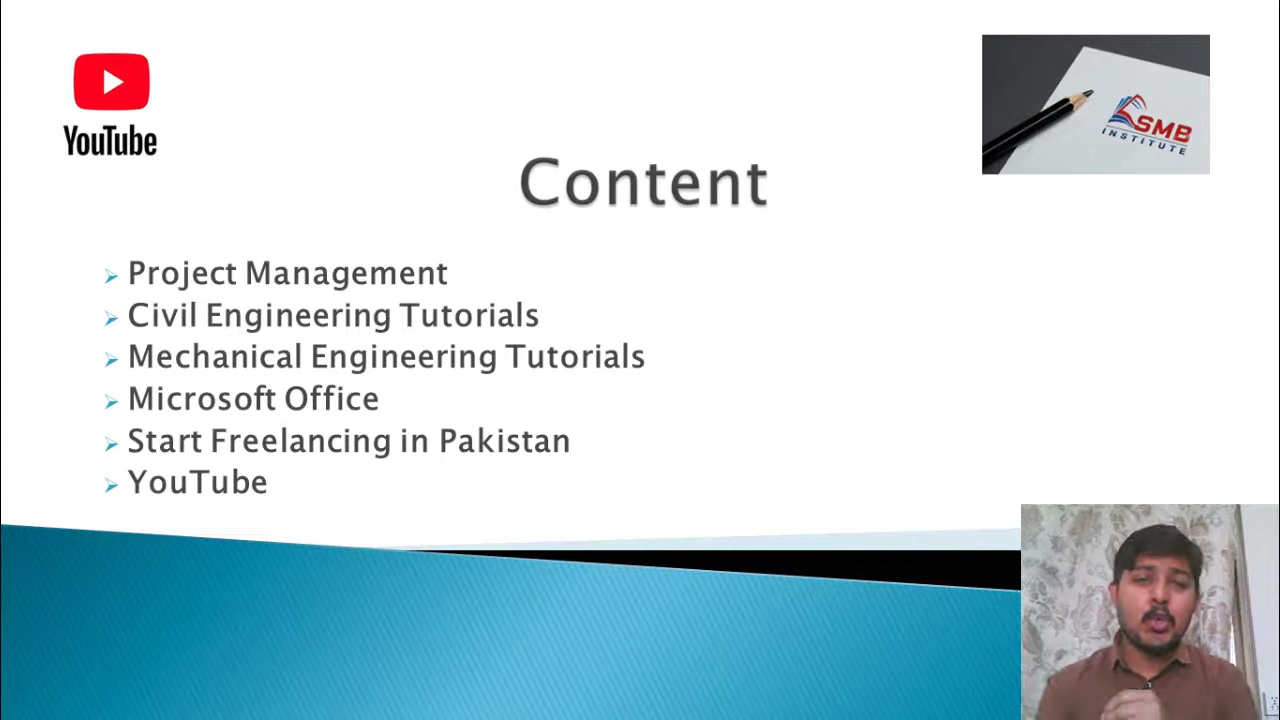 YouTube
SMB
INSTITUTE
Content
Project Management
Civil Engineering Tutorials
Mechanical Engineering Tutorials
Microsoft Office
Start Freelancing in Pakistan
YouTube